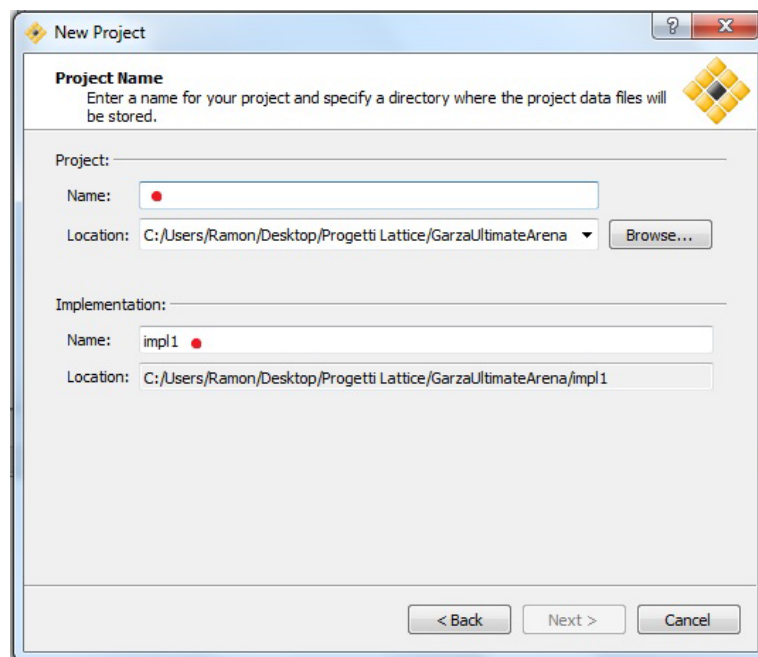 New Project
Project Name
Enter a name for your project and specify a directory where the project data files will
be stored.
Project:
Name:
Location: C:/Users/Ramon/Desktop/Progetti Lattice/GarzaUltimateArena Browse...
Implementation:
Name: impl1
Location: C:/Users/Ramon/Desktop/Progetti Lattice/GarzaUltimateArena/impl1
< Back Next > Cancel